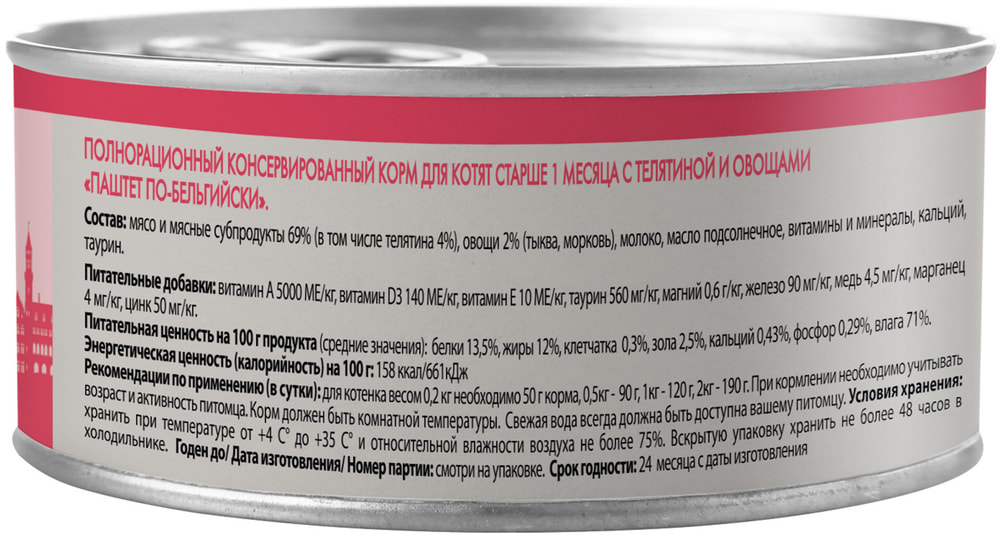 ПОЛНОРАЦИОННЫЙ КОНСЕРВИРОВАННЫЙ КОРМ ДЛЯ КОТЯТ СТАРШЕ 1 МЕСЯЦА С ТЕЛЯТИНОЙ И ОВОЩАМИ
«ПАШТЕТ ПО-БЕЛЬГИЙСКИ».
Состав: мясо и мясные субпродукты 69% (в том числе телятина 4%), овощи 2% (тыква, морковь), молоко, масло подсолнечное, витамины и минералы, кальций,
таурин.
Питательные добавки: витамин А 5000 МЕ/кг, витамин D3 140 МЕ/кг, витамин Е 10 МЕ/кг, таурин 560 мг/кг, магний 0,6 г/кг, железо 90 мг/кг, медь 4,5 мг/кг, марганец
4 мг/кг, цинк 50 мг/кг.
Питательная ценность на 100 г продукта (средние значения): белки 13,5%, жиры 12%, клетчатка 0,3%, зола 2,5%, кальций 0,43%, фосфор 0,29%, влага 71%.
Энергетическая ценность (калорийность) на 100 г: 158 ккал/661кДж
Рекомендации по применению (в сутки): для котенка весом 0,2 кг необходимо 50 г корма, 0,5кг - 90 г, 1кг - 120 г, 2кг - 190 г. При кормлении необходимо учитывать
возраст и активность питомца. Корм должен быть комнатной температуры. Свежая вода всегда должна быть доступна вашему питомцу. Условия хранения:
хранить при температуре от +4 С° до +35 С° и относительной влажности воздуха не более 75%. Вскрытую упаковку хранить не более 48 часов в
холодильнике. Годен до/ Дата изготовления/ Номер партии: смотри на упаковке. Срок годности: 24 месяца с даты изготовления